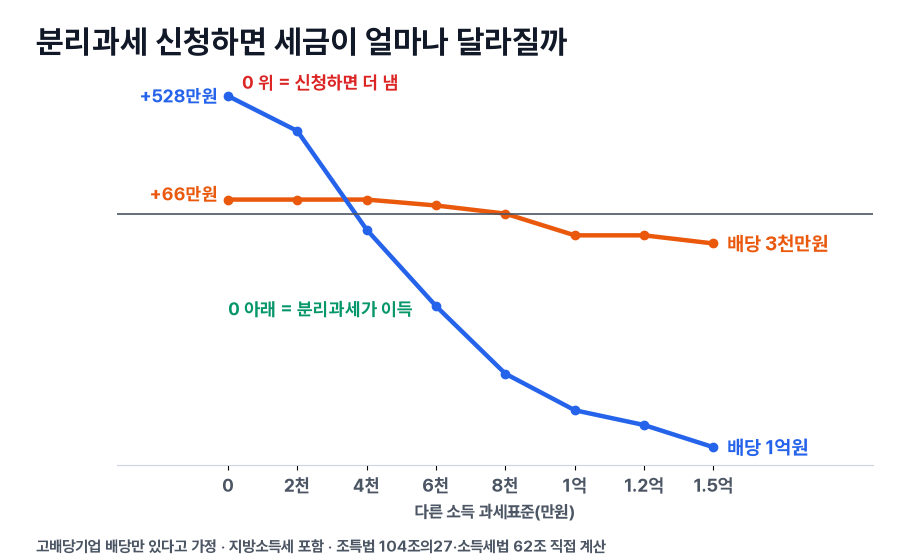 분리과세 신청하면 세금이 얼마나 달라질까
0 위 = 신청하면 더 냄
+528만원
+66만원
배당 3천만원
0 아래 = 분리과세가 이득
배당 1억원
0 2천 4천 6천 8천 1억 1.2억 1.5억
다른 소득 과세표준(만원)
고배당기업 배당만 있다고 가정 · 지방소득세 포함 · 조특법 104조의27·소득세법 62조 직접 계산